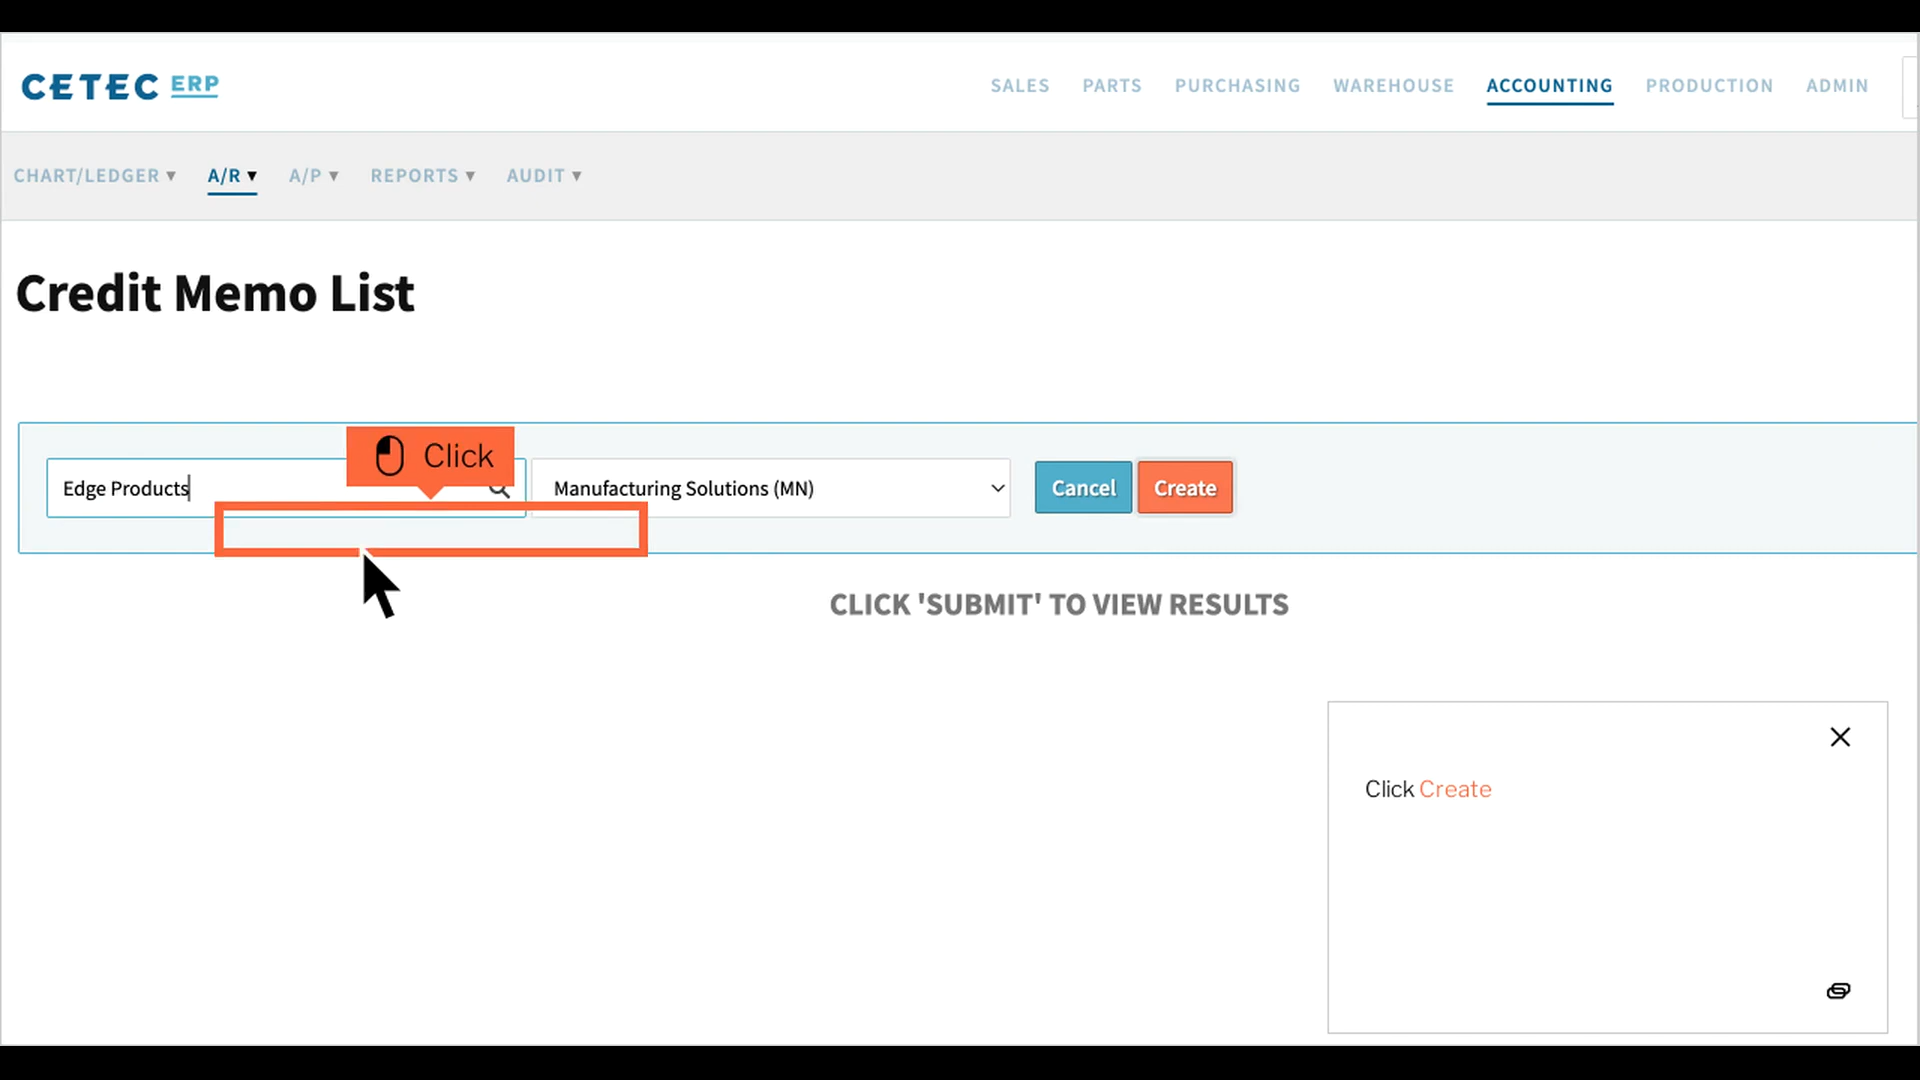 CETEC ERP
SALES PARTS PURCHASING WAREHOUSE ACCOUNTING PRODUCTION ADMIN
CHART/LEDGER ▾ A/R ▾ A/P ▾ REPORTS ▾ AUDIT ▾
Credit Memo List
Click
Edge Products Manufacturing Solutions (MN) Cancel Create
CLICK 'SUBMIT' TO VIEW RESULTS
Click Create